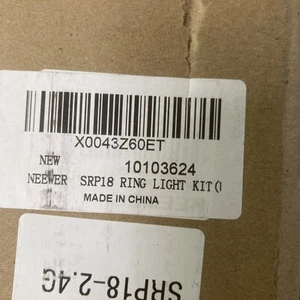 X0043Z60ET
NEW 10103624
NEEWER SRP18 RING LIGHT KIT(
MADE IN CHINA
SRP18-2.4G